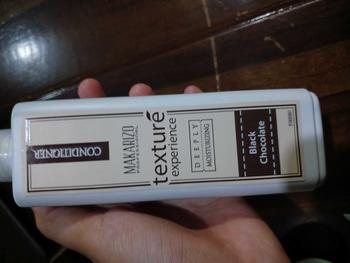 CONDITIONER
MAKARIZO
texture
experience
DEEPLY
MOISTURIZING
Black
Chocolate